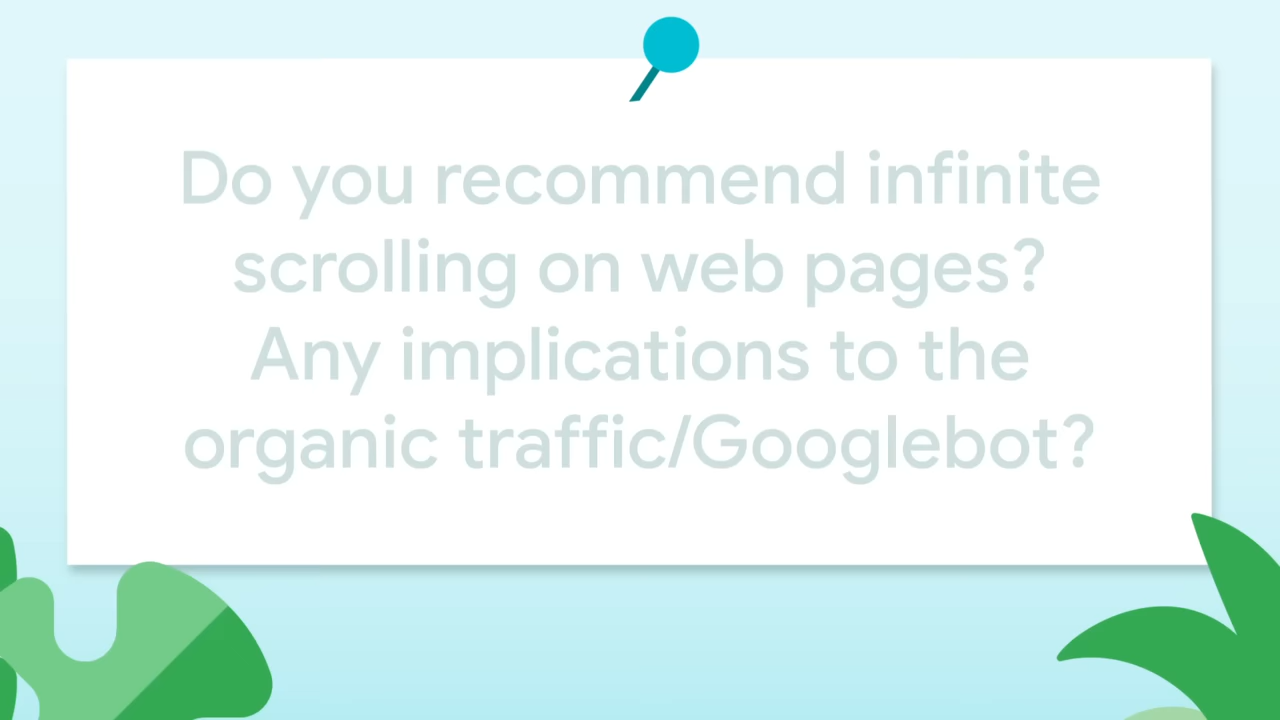 Do you recommend infinite
scrolling on web pages?
Any implications to the
organic traffic/Googlebot?